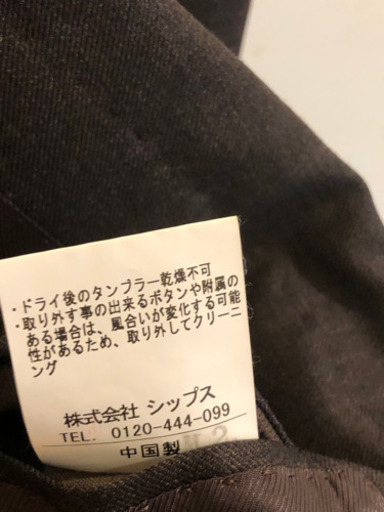 ・ドライ後のタンブラー乾燥不可
・取り外す事の出来るボタンや附属の
ある場合は、風合いが変化する可能
性があるため、取り外してクリーニ
ング
株式会社 シップス
TEL. 0120-444-099
中国製